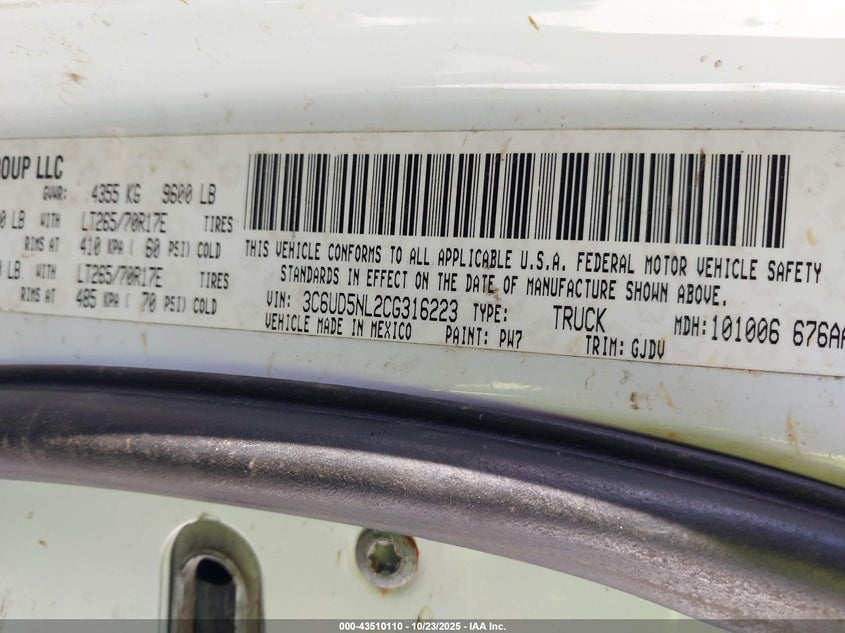 ROUP LLC
GVWR: 4355 KG 9600 LB
0 LB WITH LT265/70R17E TIRES
RIMS AT 410 KPA ( 60 PSI) COLD
LB WITH LT265/70R17E TIRES
RIMS AT 485 KPA ( 70 PSI) COLD
THIS VEHICLE CONFORMS TO ALL APPLICABLE U.S.A. FEDERAL MOTOR VEHICLE SAFETY
STANDARDS IN EFFECT ON THE DATE OF MANUFACTURE SHOWN ABOVE.
VIN: 3C6UD5NL2CG316223 TYPE: TRUCK MDH: 101006 676AA
VEHICLE MADE IN MEXICO PAINT: PW7 TRIM: GJDV
000-43510110 • 10/23/2025 • IAA Inc.